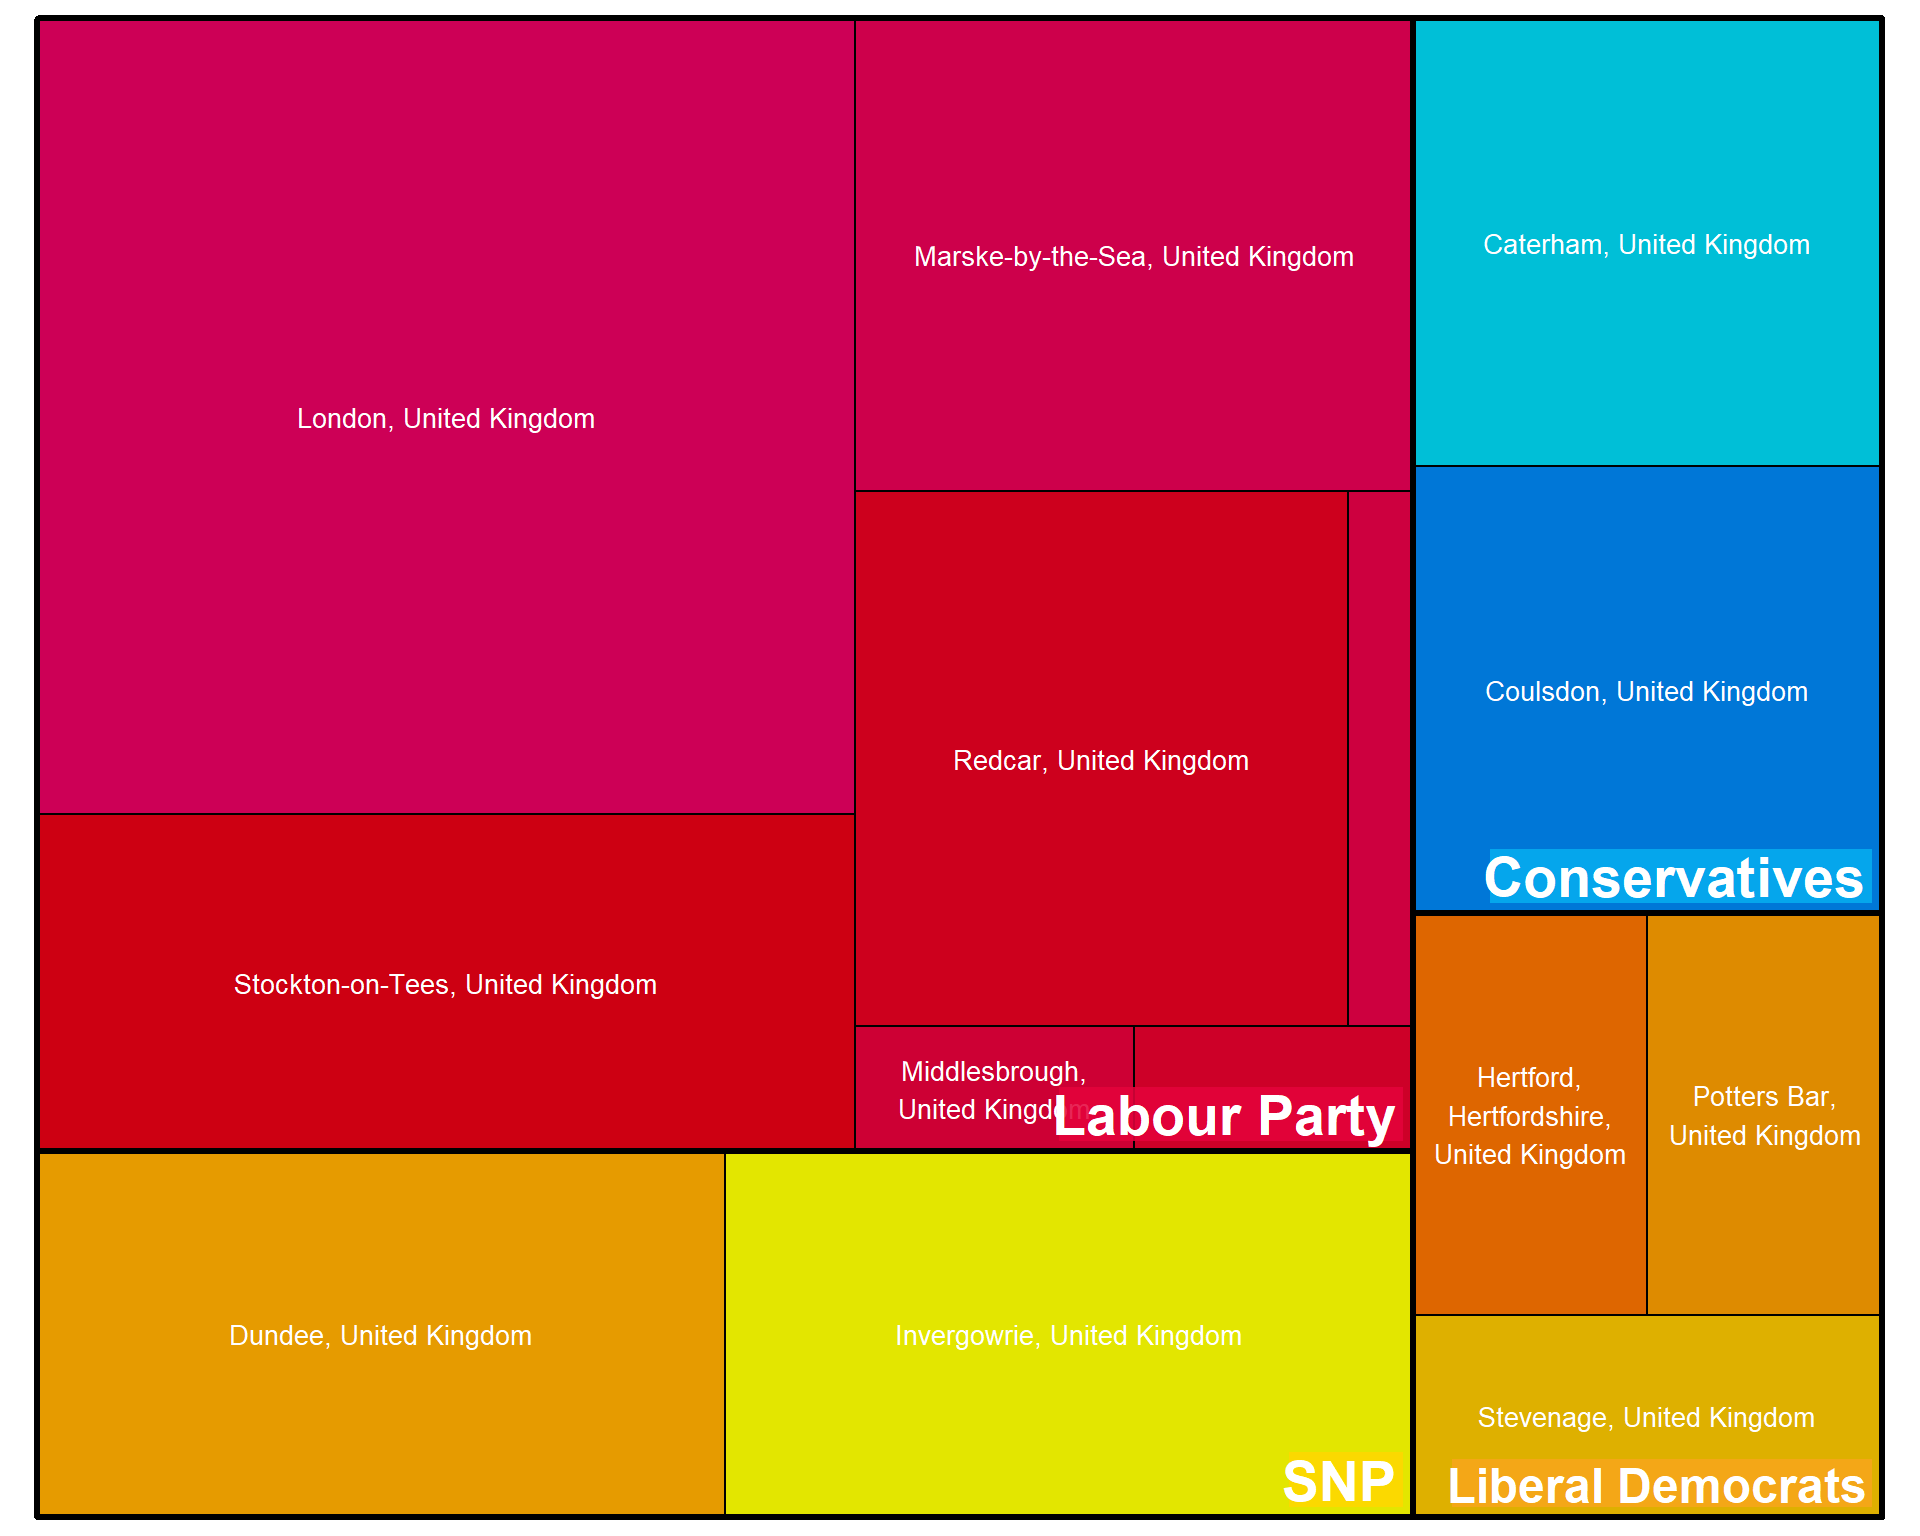 London, United Kingdom
Stockton-on-Tees, United Kingdom
Marske-by-the-Sea, United Kingdom
Redcar, United Kingdom
Middlesbrough,
United Kingdom
Labour Party
Dundee, United Kingdom
Invergowrie, United Kingdom
SNP
Caterham, United Kingdom
Coulsdon, United Kingdom
Conservatives
Hertford,
Hertfordshire,
United Kingdom
Potters Bar,
United Kingdom
Stevenage, United Kingdom
Liberal Democrats